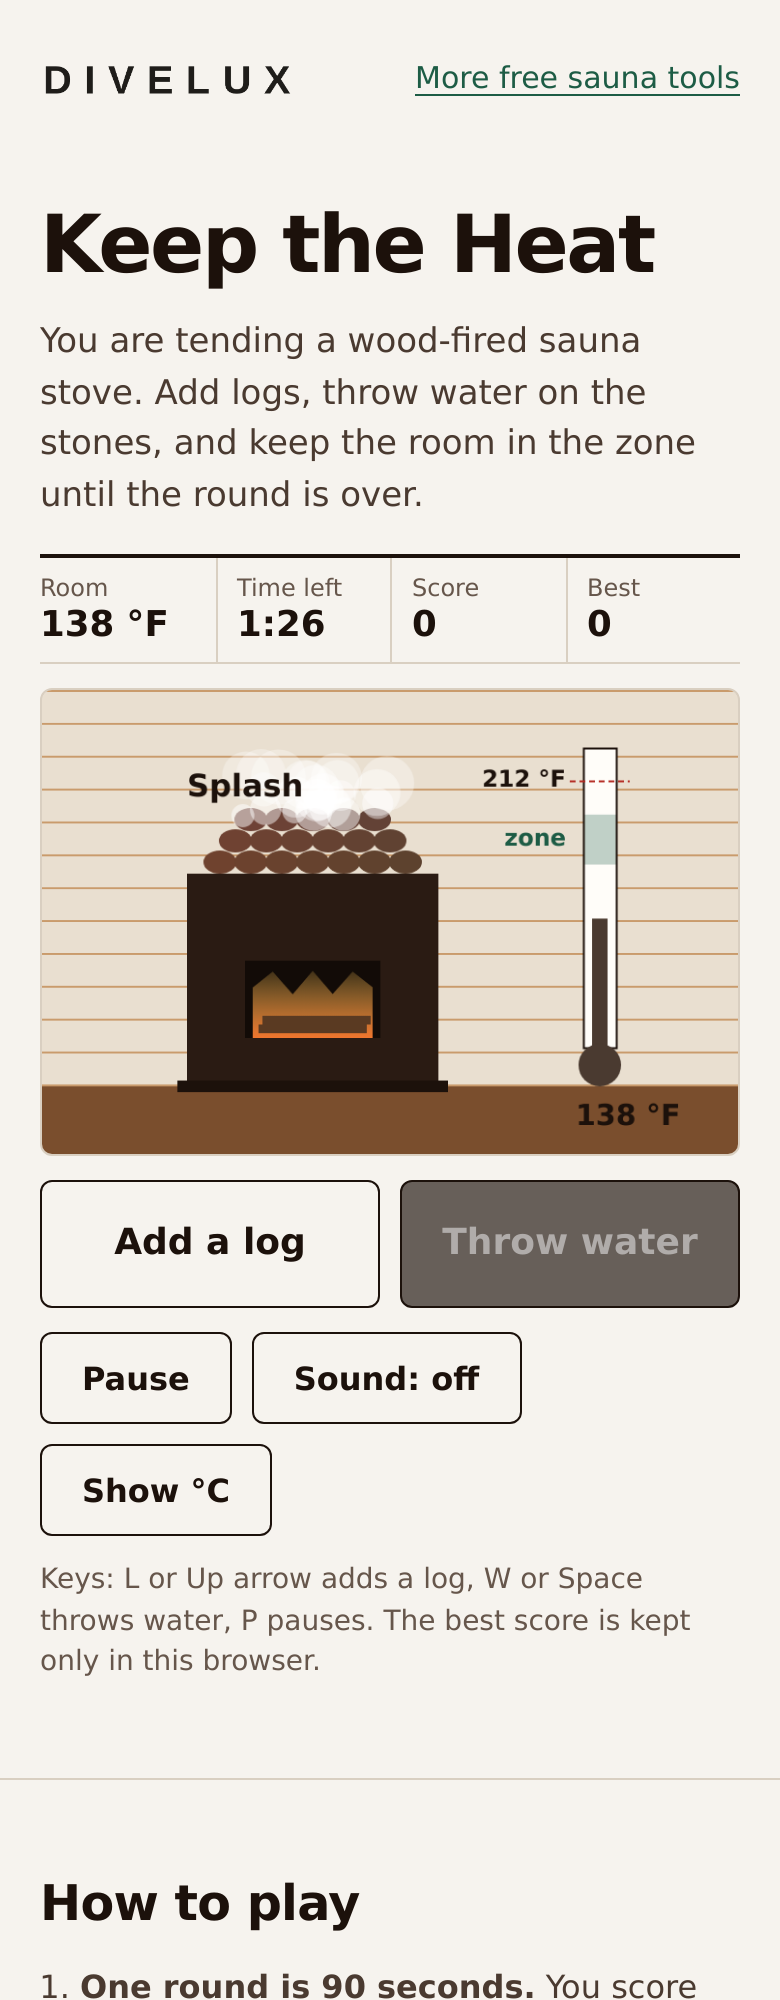 DIVELUX
More free sauna tools
Keep the Heat
You are tending a wood-fired sauna
stove. Add logs, throw water on the
stones, and keep the room in the zone
until the round is over.
Room
138 °F
Time left
1:26
Score
0
Best
0
Splash
212 °F
zone
138 °F
Add a log
Throw water
Pause
Sound: off
Show °C
Keys: L or Up arrow adds a log, W or Space
throws water, P pauses. The best score is kept
only in this browser.
How to play
1. One round is 90 seconds. You score